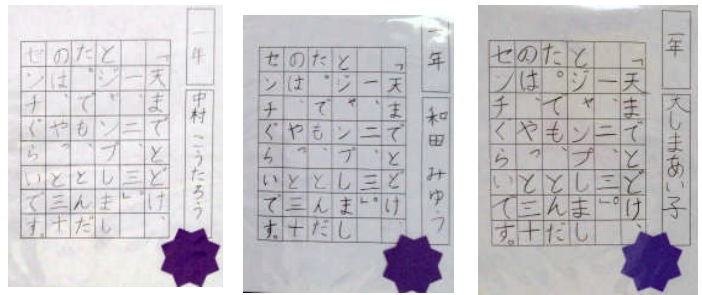 一年 中村 こうたろう
「天までとどけ、
一、二、三」。
とジャンプしまし
た。でも、とんだ
のは、やっと三十
センチぐらいです。
一年 和田 みゆう
「天までとどけ、
一、二、三」。
とジャンプしまし
た。でも、とんだ
のは、やっと三十
センチぐらいです。
一年 大しまあい子
「天までとどけ、
一、二、三」。
とジャンプしまし
た。でも、とんだ
のは、やっと三十
センチぐらいです。